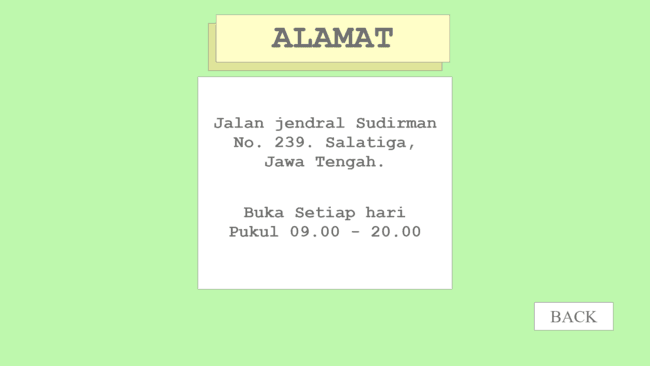 ALAMAT
Jalan jendral Sudirman
No. 239. Salatiga,
Jawa Tengah.
Buka Setiap hari
Pukul 09.00 - 20.00
BACK